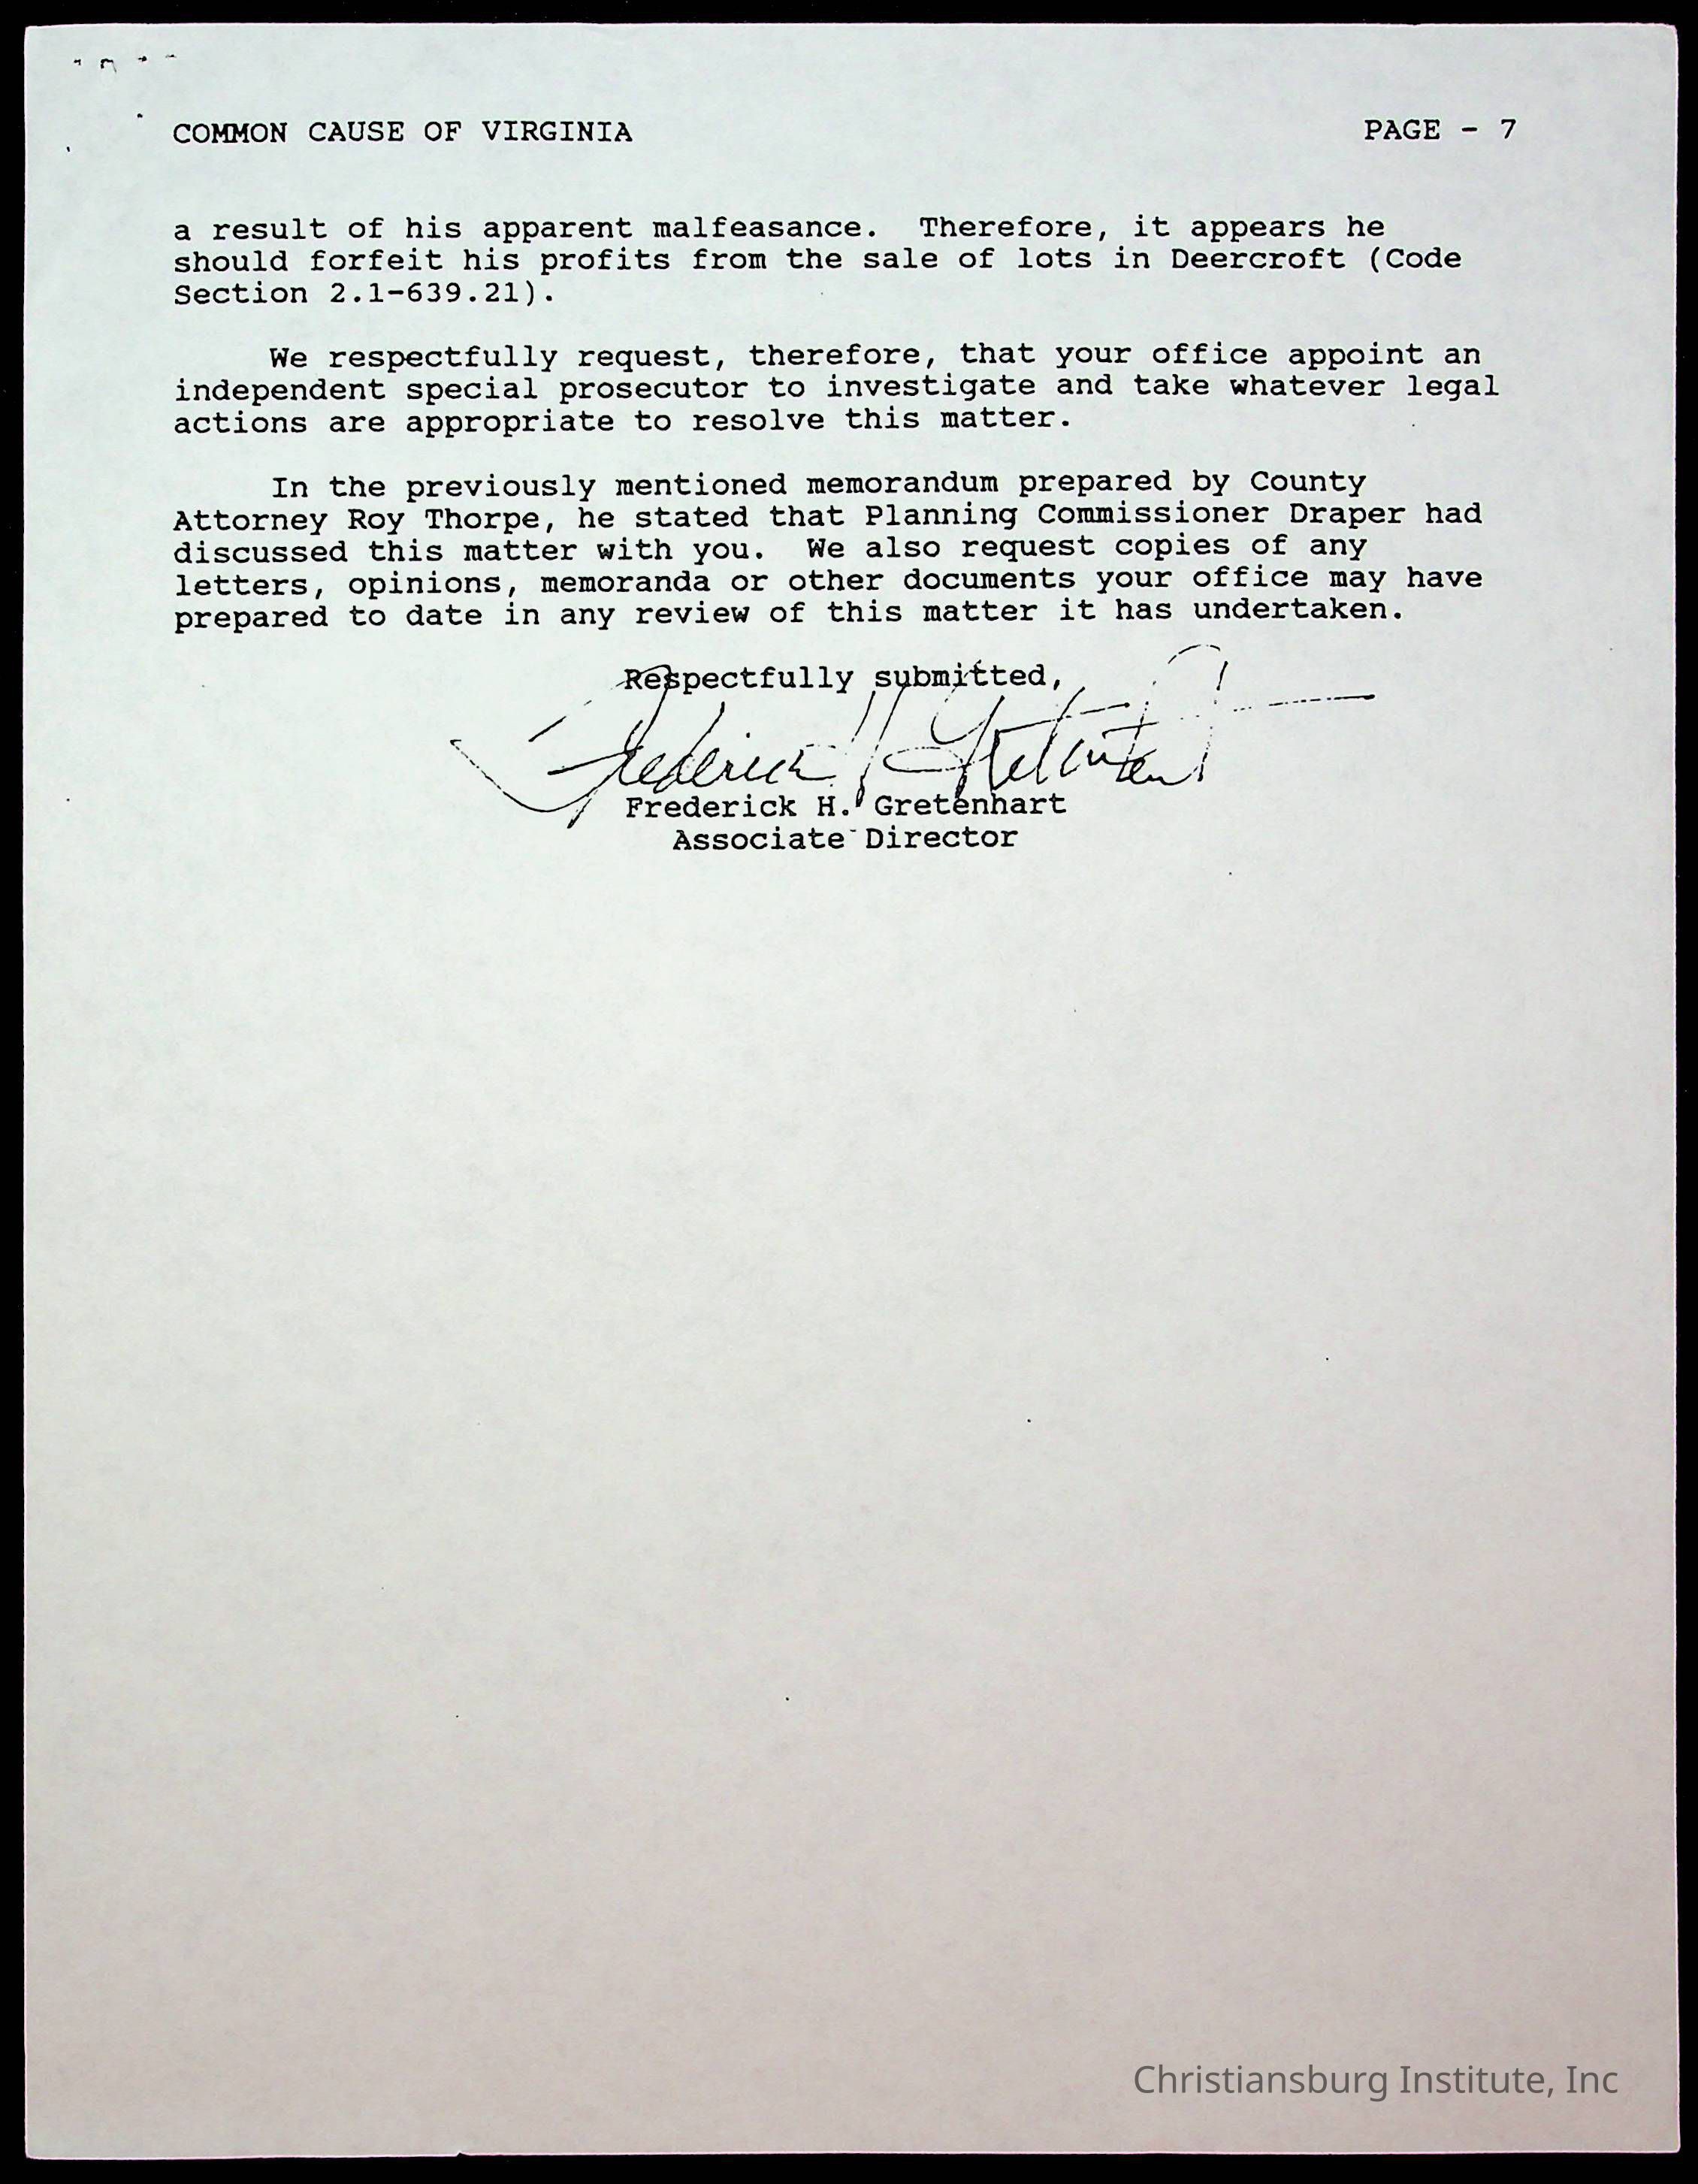 COMMON CAUSE OF VIRGINIA PAGE - 7
a result of his apparent malfeasance. Therefore, it appears he
should forfeit his profits from the sale of lots in Deercroft (Code
Section 2.1-639.21).
We respectfully request, therefore, that your office appoint an
independent special prosecutor to investigate and take whatever legal
actions are appropriate to resolve this matter.
In the previously mentioned memorandum prepared by County
Attorney Roy Thorpe, he stated that Planning Commissioner Draper had
discussed this matter with you. We also request copies of any
letters, opinions, memoranda or other documents your office may have
prepared to date in any review of this matter it has undertaken.
Respectfully submitted,
Frederick H. Gretenhart
Frederick H. Gretenhart
Associate Director
Christiansburg Institute, Inc